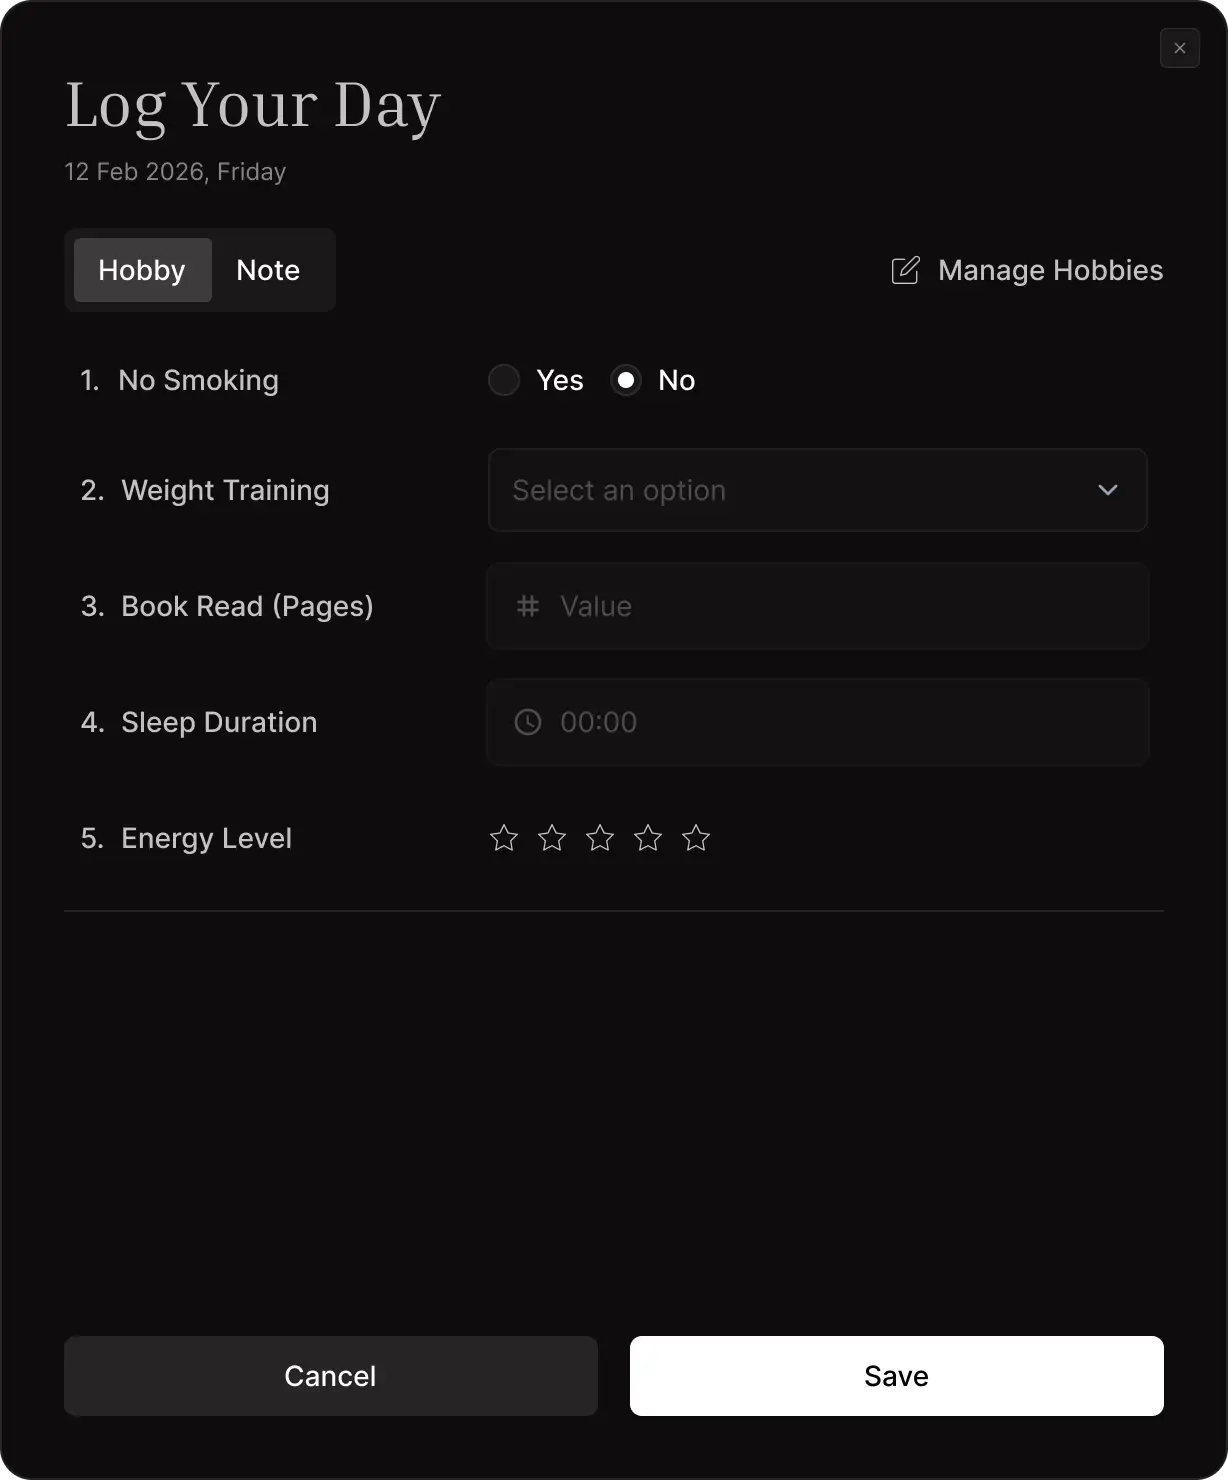 Log Your Day
12 Feb 2026, Friday
Hobby Note Manage Hobbies
1. No Smoking Yes No
2. Weight Training Select an option
3. Book Read (Pages) # Value
4. Sleep Duration 00:00
5. Energy Level
Cancel Save